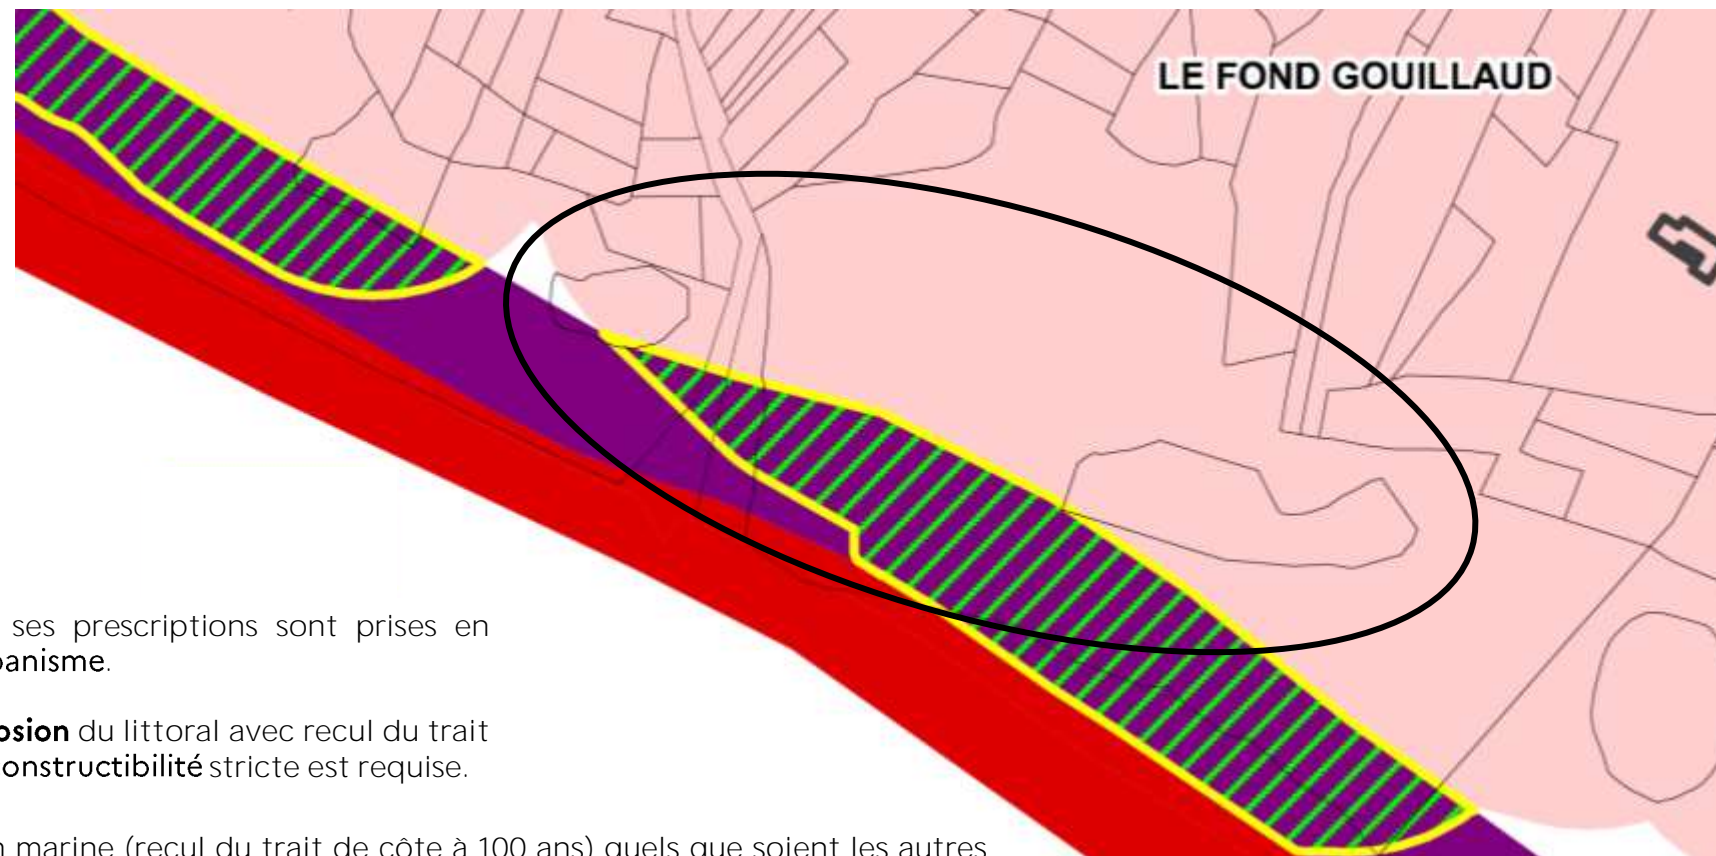 LE FOND GOUILLAUD
ses prescriptions sont prises en
banisme.
osion du littoral avec recul du trait
onstructibilité stricte est requise.
n marine (recul du trait de côte à 100 ans) quels que soient les autres